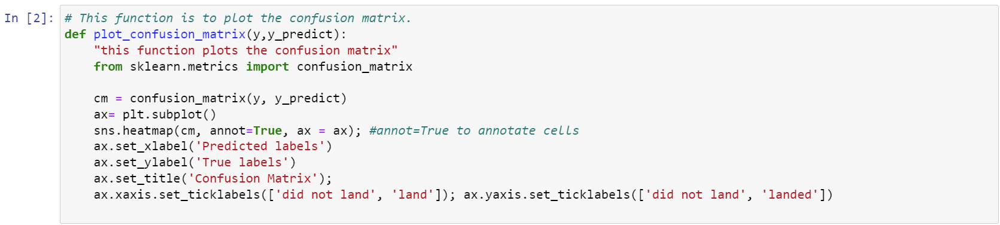 In [2]: # This function is to plot the confusion matrix.
def plot_confusion_matrix(y,y_predict):
    "this function plots the confusion matrix"
    from sklearn.metrics import confusion_matrix

    cm = confusion_matrix(y, y_predict)
    ax= plt.subplot()
    sns.heatmap(cm, annot=True, ax = ax); #annot=True to annotate cells
    ax.set_xlabel('Predicted labels')
    ax.set_ylabel('True labels')
    ax.set_title('Confusion Matrix');
    ax.xaxis.set_ticklabels(['did not land', 'land']); ax.yaxis.set_ticklabels(['did not land', 'landed'])